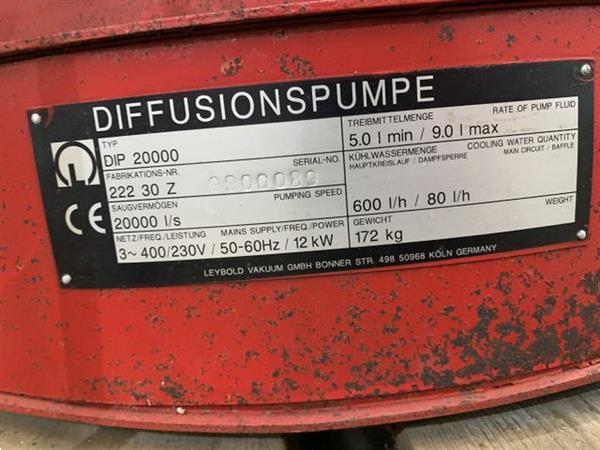 DIFFUSIONSPUMPE
TYP
DIP 20000
FABRIKATIONS-NR. SERIAL-NO.
222 30 Z
SAUGVERMÖGEN PUMPING SPEED
20000 l/s
NETZ/FREQ./LEISTUNG MAINS SUPPLY/FREQ./POWER
3~ 400/230V / 50-60Hz / 12 kW
TREIBMITTELMENGE RATE OF PUMP FLUID
5.0 l min / 9.0 l max
KÜHLWASSERMENGE COOLING WATER QUANTITY
HAUPTKREISLAUF / DAMPFSPERRE MAIN CIRCUIT / BAFFLE
600 l/h / 80 l/h
GEWICHT WEIGHT
172 kg
CE
LEYBOLD VAKUUM GMBH BONNER STR. 498 50968 KÖLN GERMANY